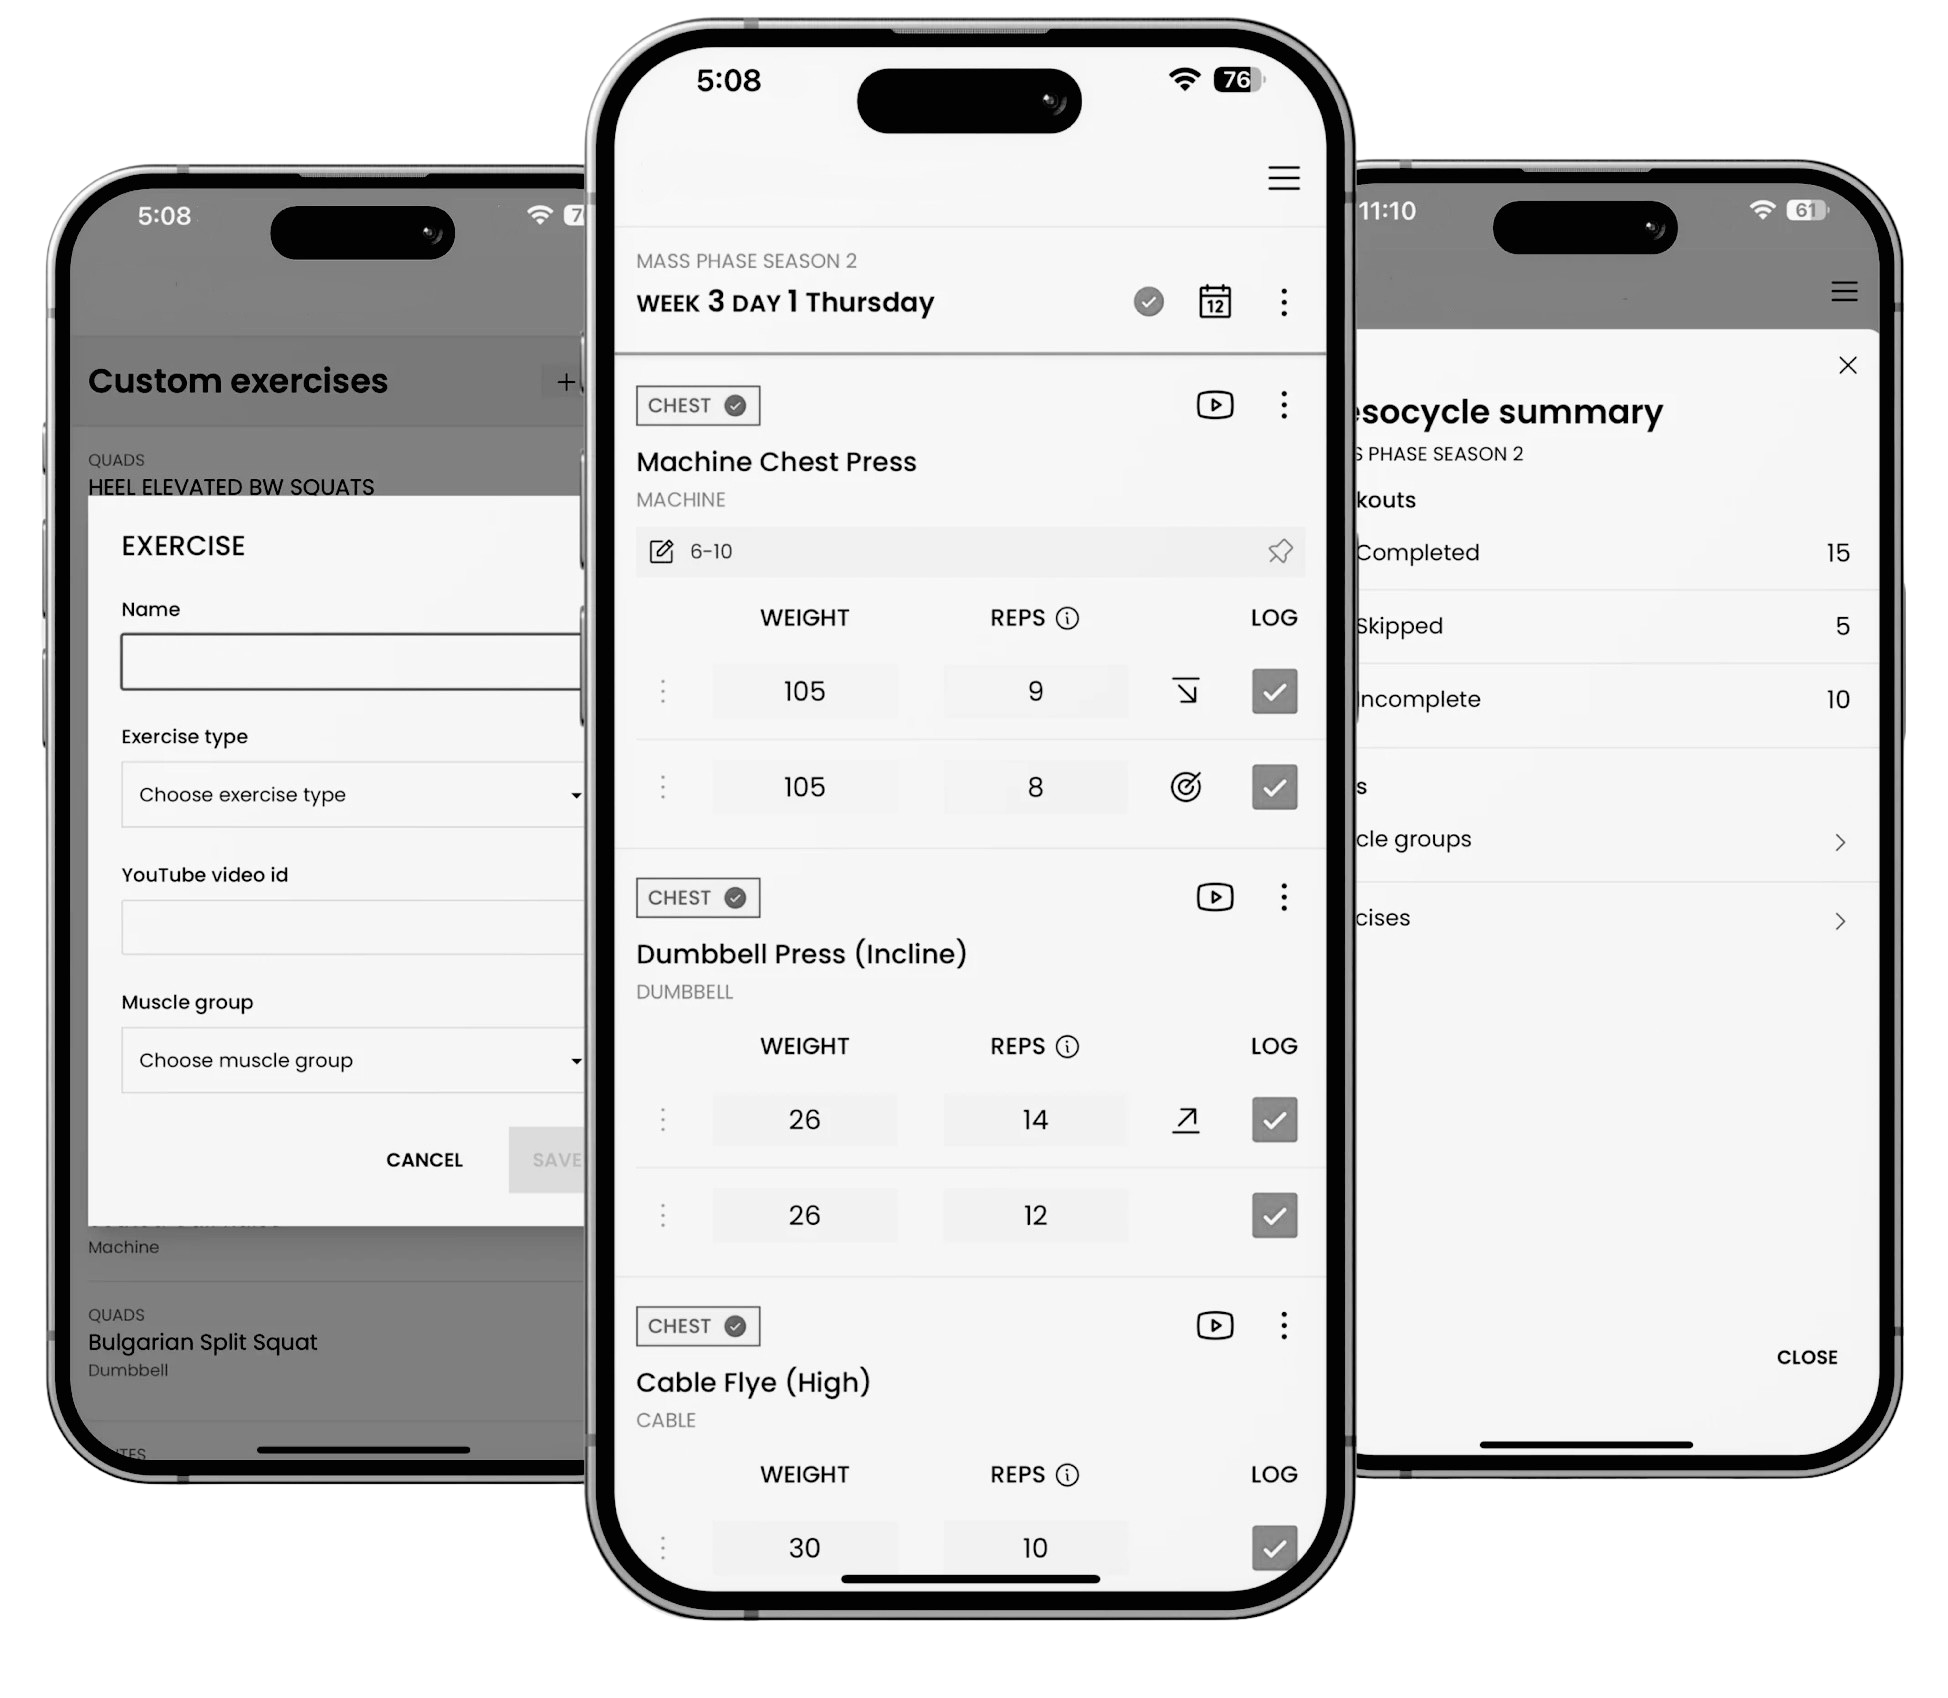 5:08
7
Custom exercises
+
QUADS
HEEL ELEVATED BW SQUATS
EXERCISE
Name
Exercise type
Choose exercise type
YouTube video id
Muscle group
Choose muscle group
CANCEL
SAVE
Machine
QUADS
Bulgarian Split Squat
Dumbbell
5:08
76
MASS PHASE SEASON 2
WEEK 3 DAY 1 Thursday
12
CHEST
Machine Chest Press
MACHINE
6-10
WEIGHT REPS LOG
105 9
105 8
CHEST
Dumbbell Press (Incline)
DUMBBELL
WEIGHT REPS LOG
26 14
26 12
CHEST
Cable Flye (High)
CABLE
WEIGHT REPS LOG
30 10
11:10
61
esocycle summary
S PHASE SEASON 2
kouts
Completed 15
Skipped 5
Incomplete 10
s
cle groups
cises
CLOSE